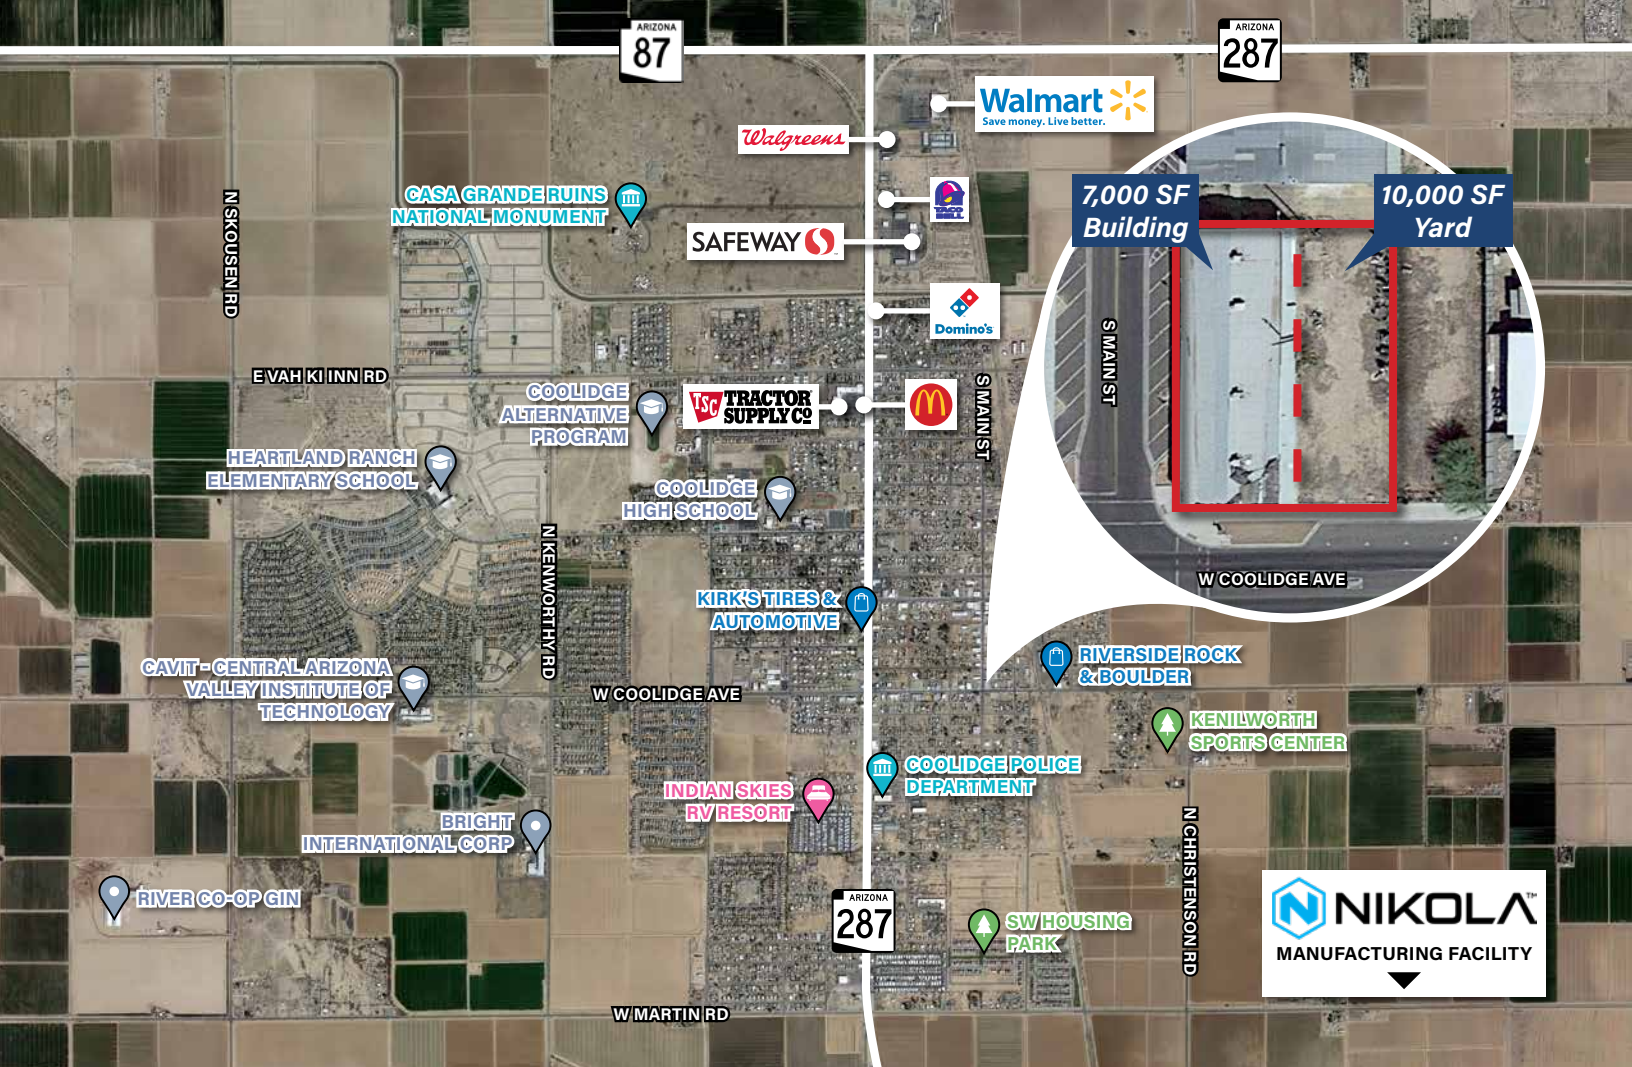 ARIZONA
87
ARIZONA
287
Walmart
Save money. Live better.
Walgreens
TACO
BELL
SAFEWAY
Domino's
TSC TRACTOR
SUPPLY CO
CASA GRANDE RUINS
NATIONAL MONUMENT
N SKOUSEN RD
E VAH KI INN RD
COOLIDGE
ALTERNATIVE
PROGRAM
HEARTLAND RANCH
ELEMENTARY SCHOOL
COOLIDGE
HIGH SCHOOL
S MAIN ST
7,000 SF
Building
10,000 SF
Yard
S MAIN ST
W COOLIDGE AVE
N KENWORTHY RD
KIRK'S TIRES &
AUTOMOTIVE
RIVERSIDE ROCK
& BOULDER
CAVIT - CENTRAL ARIZONA
VALLEY INSTITUTE OF
TECHNOLOGY
W COOLIDGE AVE
KENILWORTH
SPORTS CENTER
COOLIDGE POLICE
DEPARTMENT
INDIAN SKIES
RV RESORT
BRIGHT
INTERNATIONAL CORP
RIVER CO-OP GIN
ARIZONA
287
SW HOUSING
PARK
N CHRISTENSON RD
NIKOLA™
MANUFACTURING FACILITY
W MARTIN RD